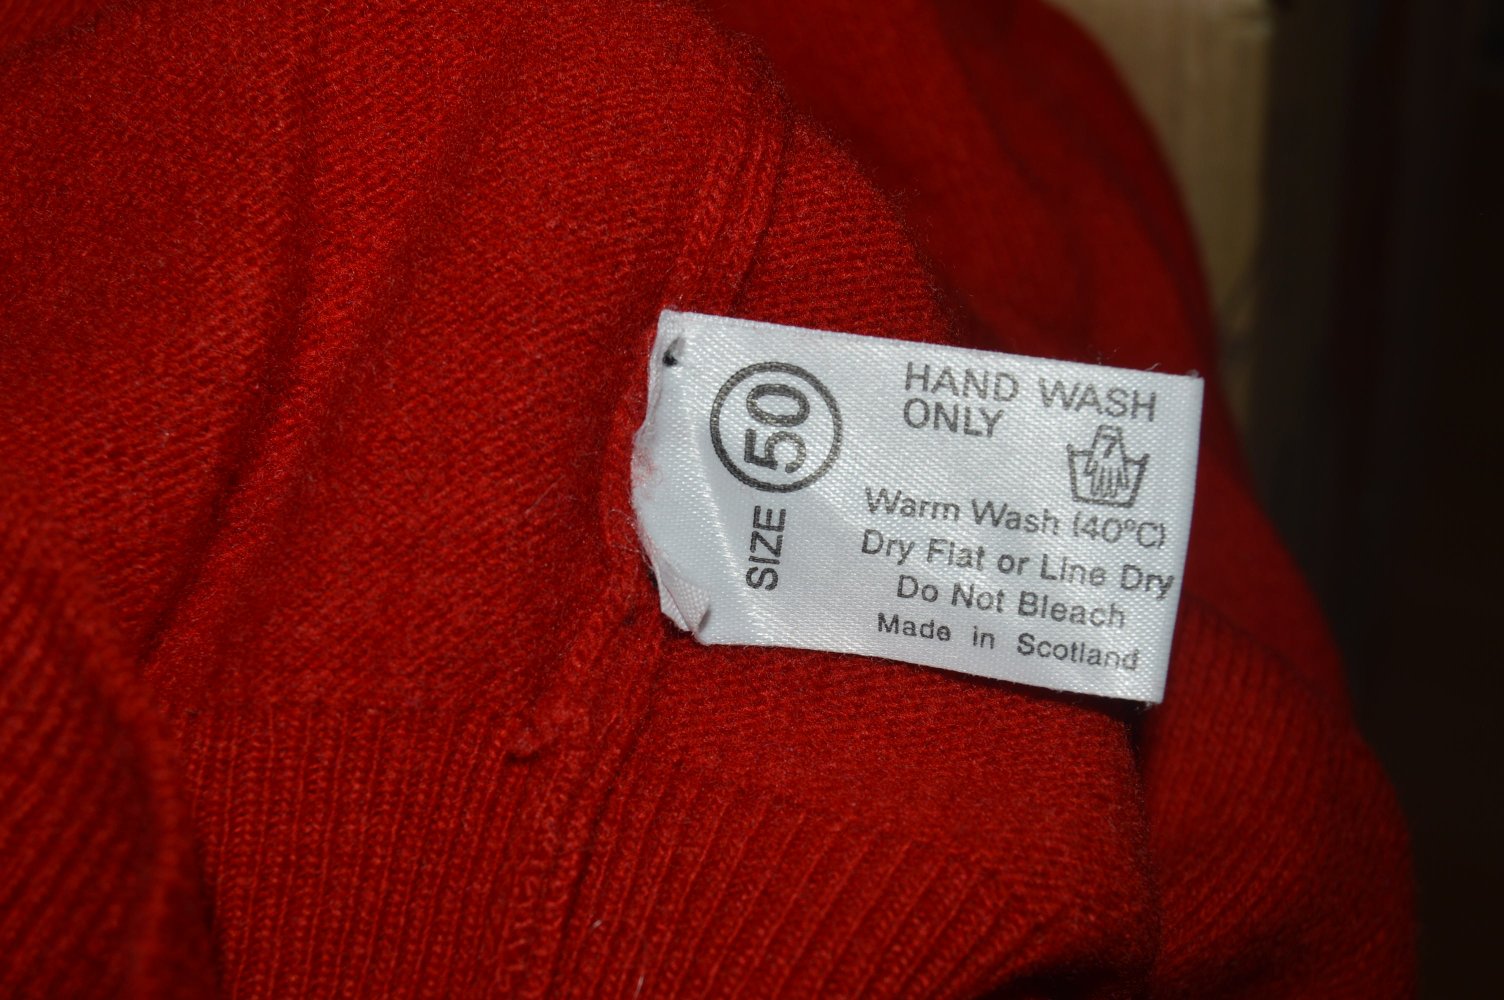 SIZE 50
HAND WASH
ONLY
7
Warm Wash (40°C)
Dry Flat or Line Dry
Do Not Bleach
Made in Scotland